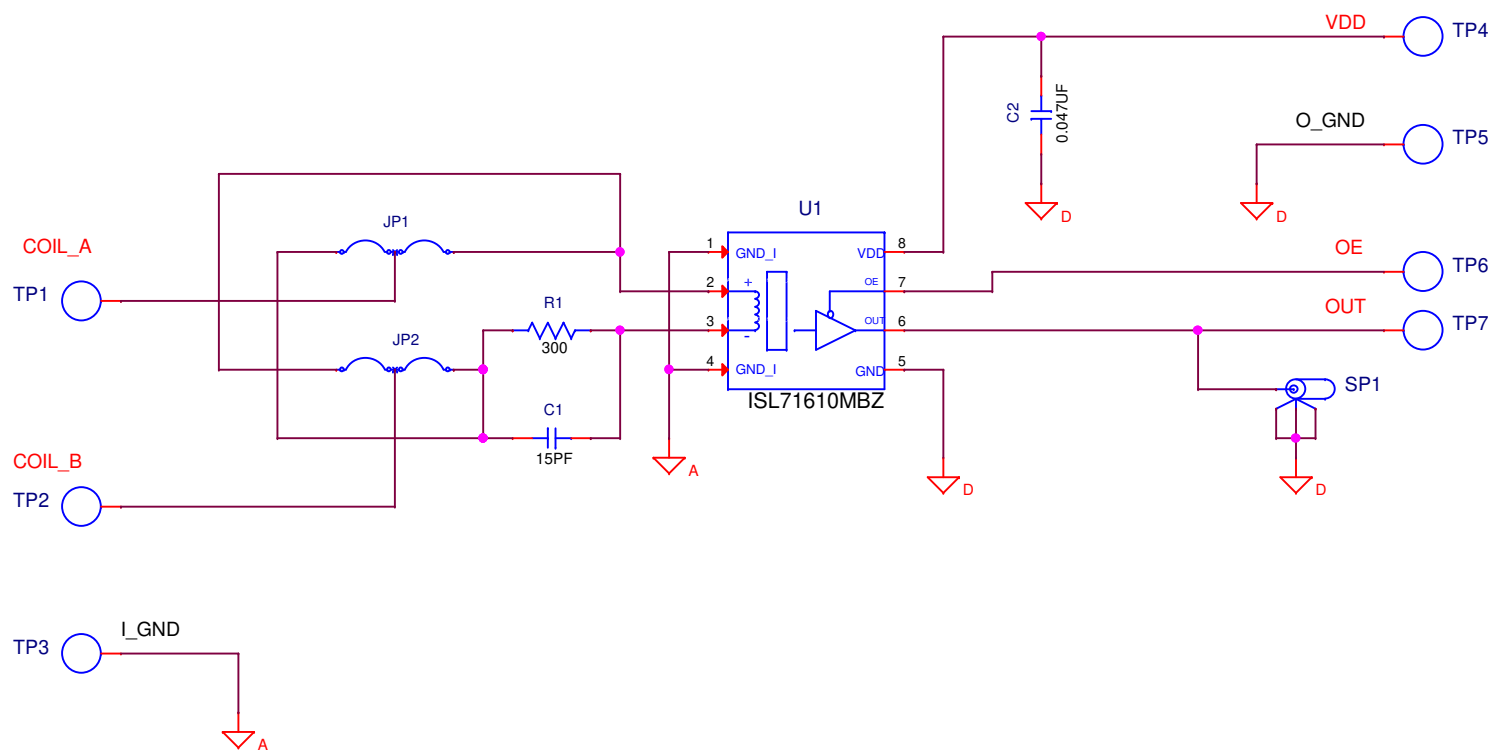 VDD
TP4
C2
0.047UF
O_GND
TP5
D
D
U1
COIL_A
JP1
1
GND_I
VDD
8
OE
TP1
2
+
OE
7
TP6
R1
300
3
-
OUT
6
OUT
TP7
JP2
4
GND_I
GND
5
ISL71610MBZ
SP1
C1
15PF
COIL_B
TP2
A
D
D
TP3
I_GND
A